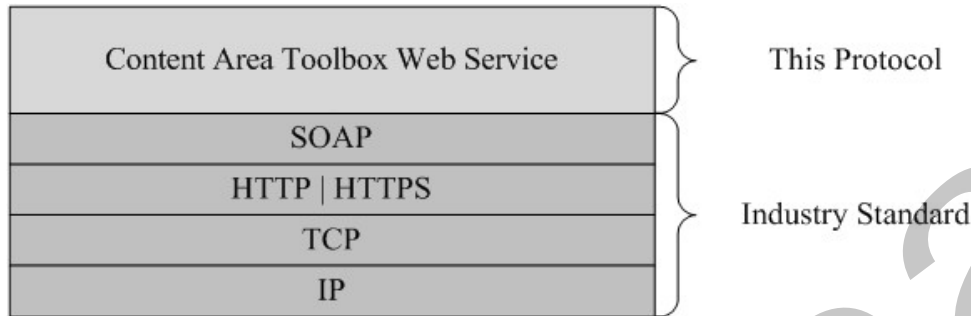 Content Area Toolbox Web Service
This Protocol
SOAP
HTTP | HTTPS
Industry Standard
TCP
IP